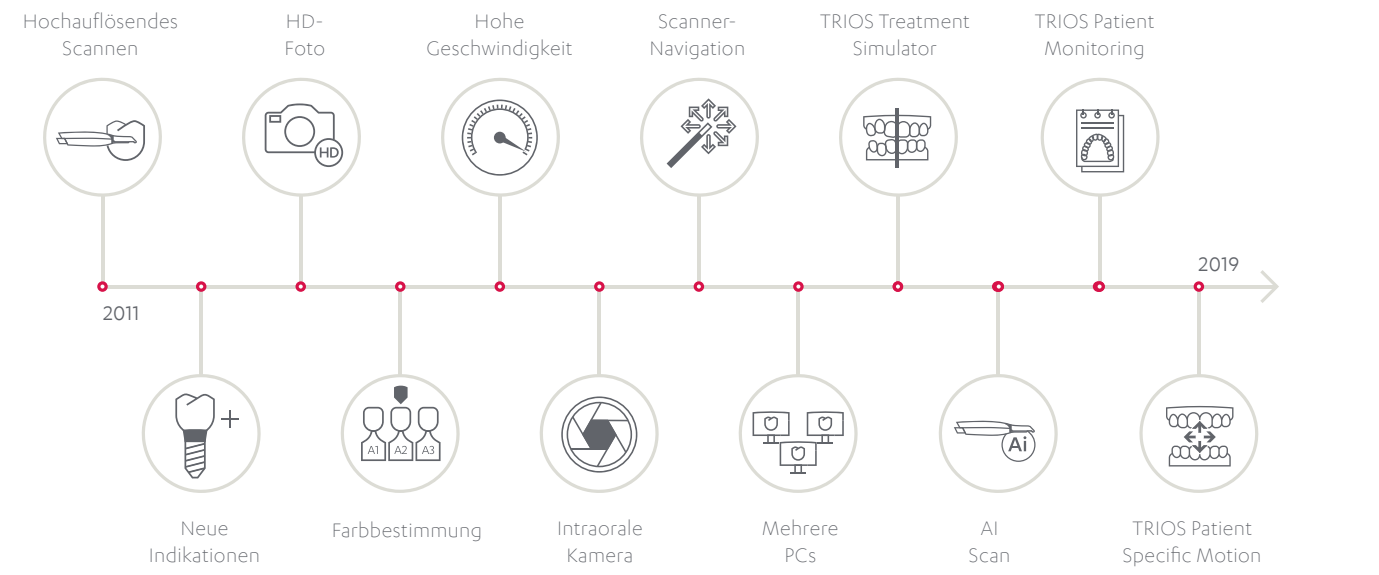 Hochauflösendes
Scannen
HD-
Foto
Hohe
Geschwindigkeit
Scanner-
Navigation
TRIOS Treatment
Simulator
TRIOS Patient
Monitoring
HD
2019
2011
A1 A2 A3
Ai
Neue
Indikationen
Farbbestimmung
Intraorale
Kamera
Mehrere
PCs
AI
Scan
TRIOS Patient
Specific Motion